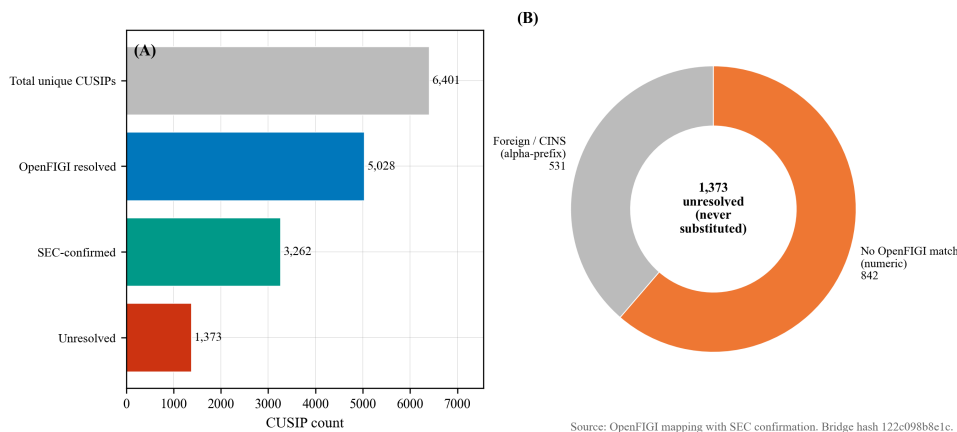 (A)
Total unique CUSIPs
6,401
OpenFIGI resolved
5,028
SEC-confirmed
3,262
Unresolved
1,373
0 1000 2000 3000 4000 5000 6000 7000
CUSIP count
(B)
Foreign / CINS
(alpha-prefix)
531
1,373
unresolved
(never
substituted)
No OpenFIGI match
(numeric)
842
Source: OpenFIGI mapping with SEC confirmation. Bridge hash 122c098b8e1c.